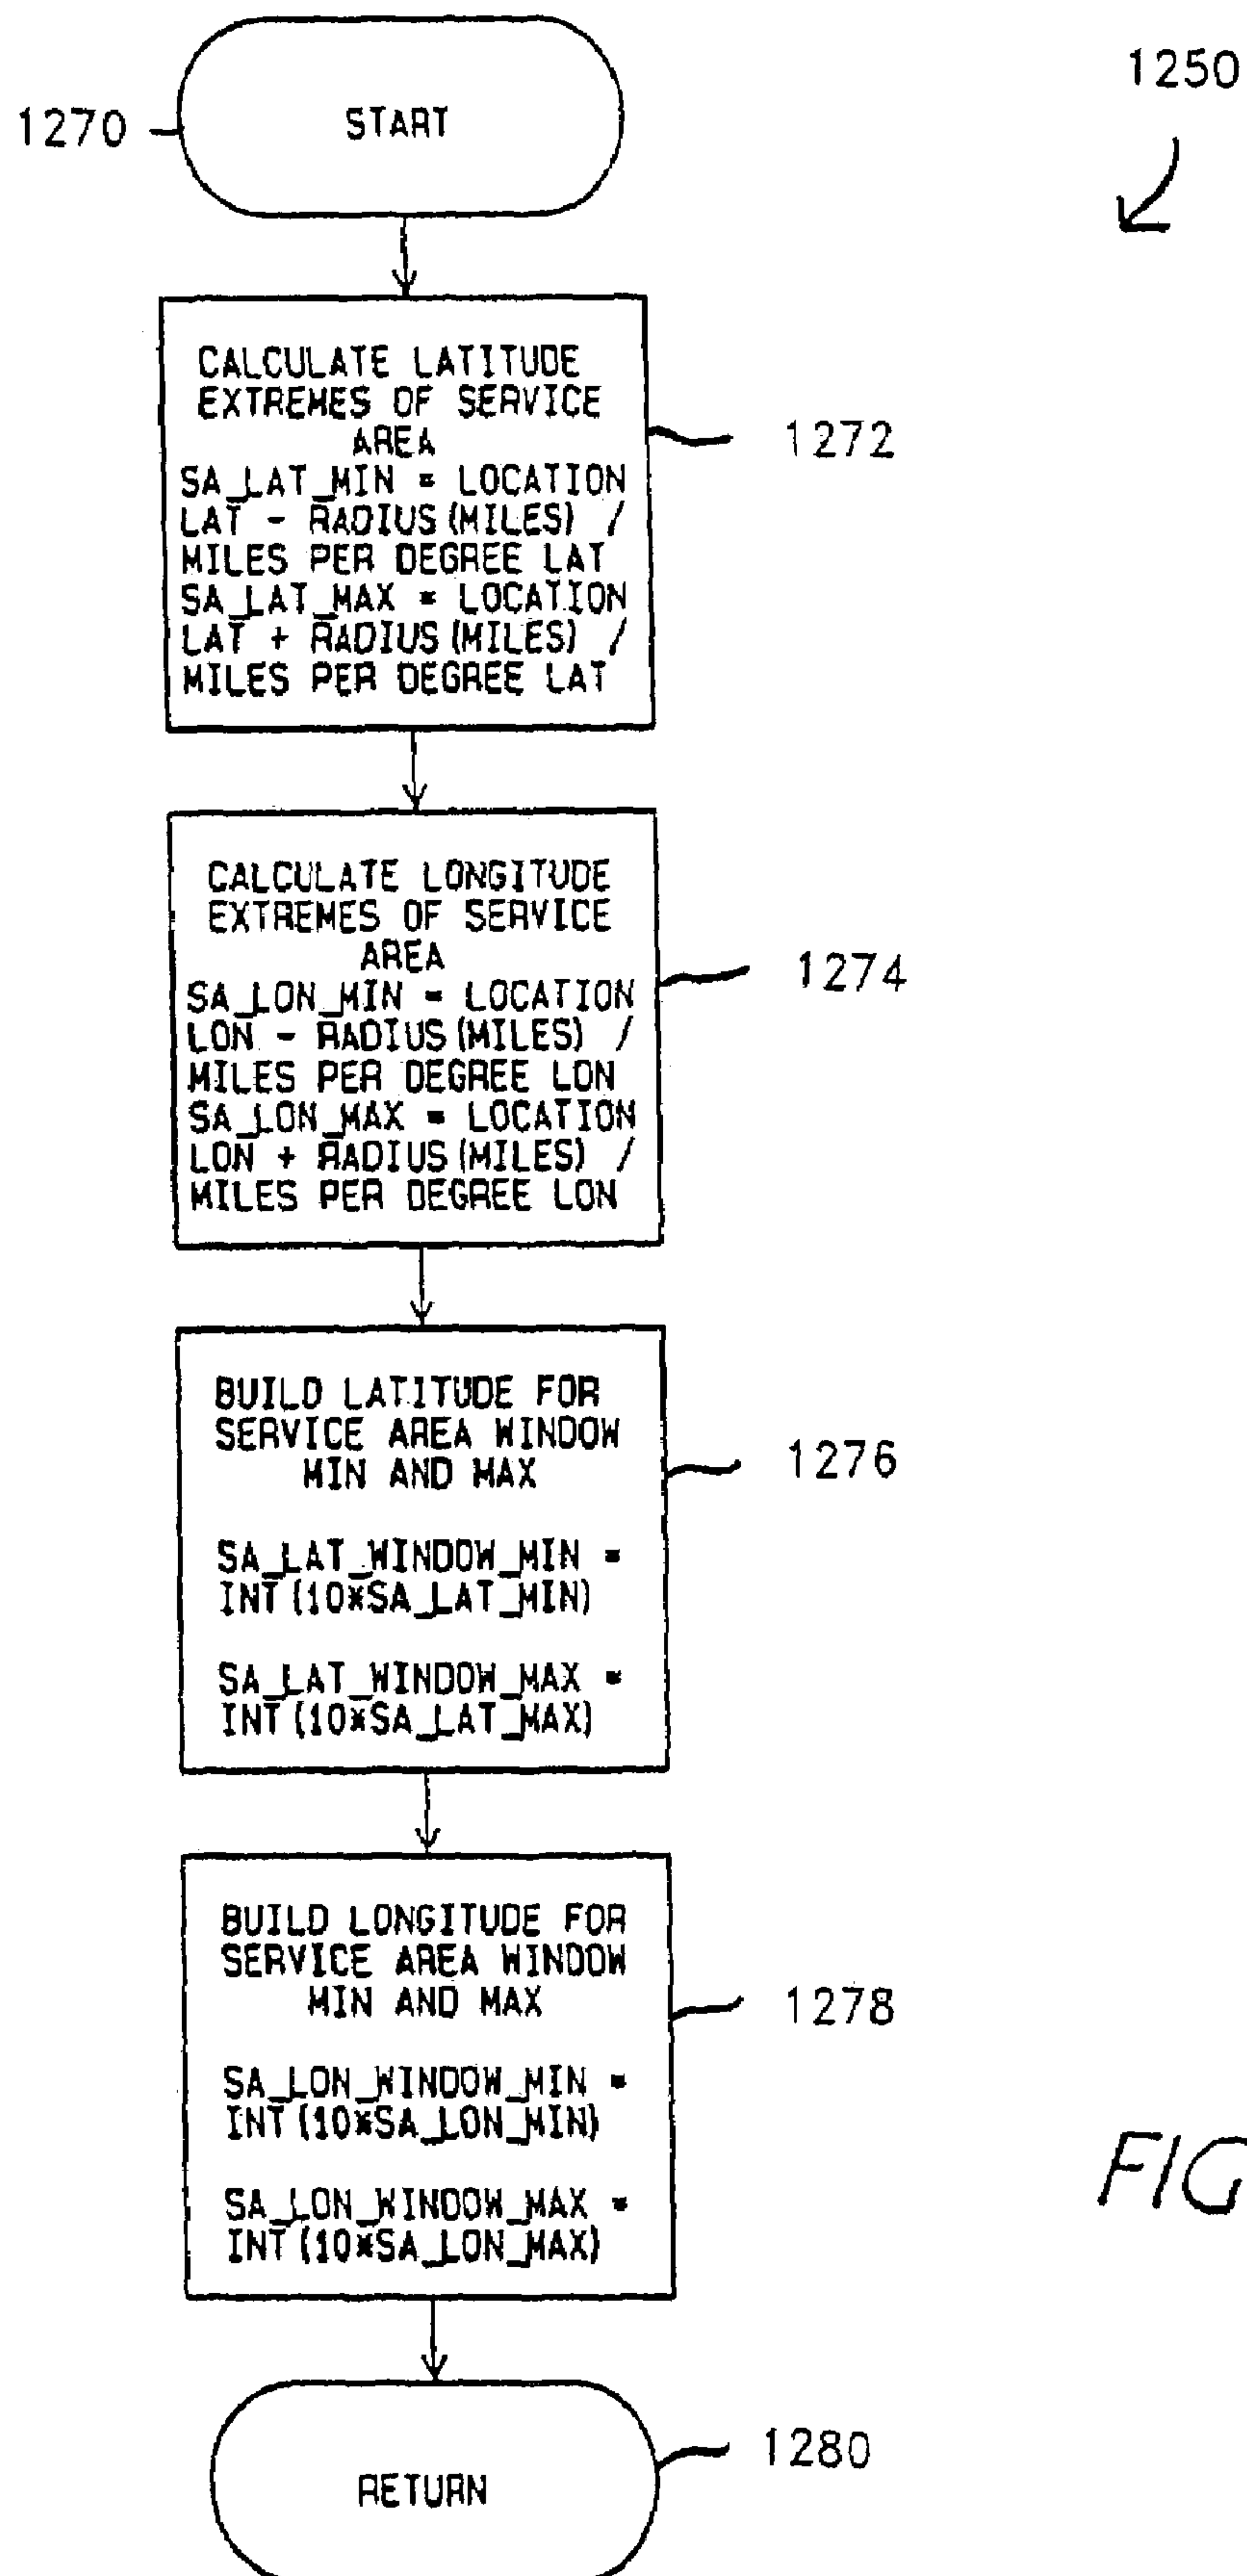 1250
1270
START
CALCULATE LATITUDE
EXTREMES OF SERVICE
AREA
SA_LAT_MIN = LOCATION
LAT - RADIUS(MILES) /
MILES PER DEGREE LAT
SA_LAT_MAX = LOCATION
LAT + RADIUS(MILES) /
MILES PER DEGREE LAT
1272
CALCULATE LONGITUDE
EXTREMES OF SERVICE
AREA
SA_LON_MIN = LOCATION
LON - RADIUS(MILES) /
MILES PER DEGREE LON
SA_LON_MAX = LOCATION
LON + RADIUS(MILES) /
MILES PER DEGREE LON
1274
BUILD LATITUDE FOR
SERVICE AREA WINDOW
MIN AND MAX
SA_LAT_WINDOW_MIN =
INT(10*SA_LAT_MIN)
SA_LAT_WINDOW_MAX =
INT(10*SA_LAT_MAX)
1276
BUILD LONGITUDE FOR
SERVICE AREA WINDOW
MIN AND MAX
SA_LON_WINDOW_MIN =
INT(10*SA_LON_MIN)
SA_LON_WINDOW_MAX =
INT(10*SA_LON_MAX)
1278
FIG
RETURN
1280